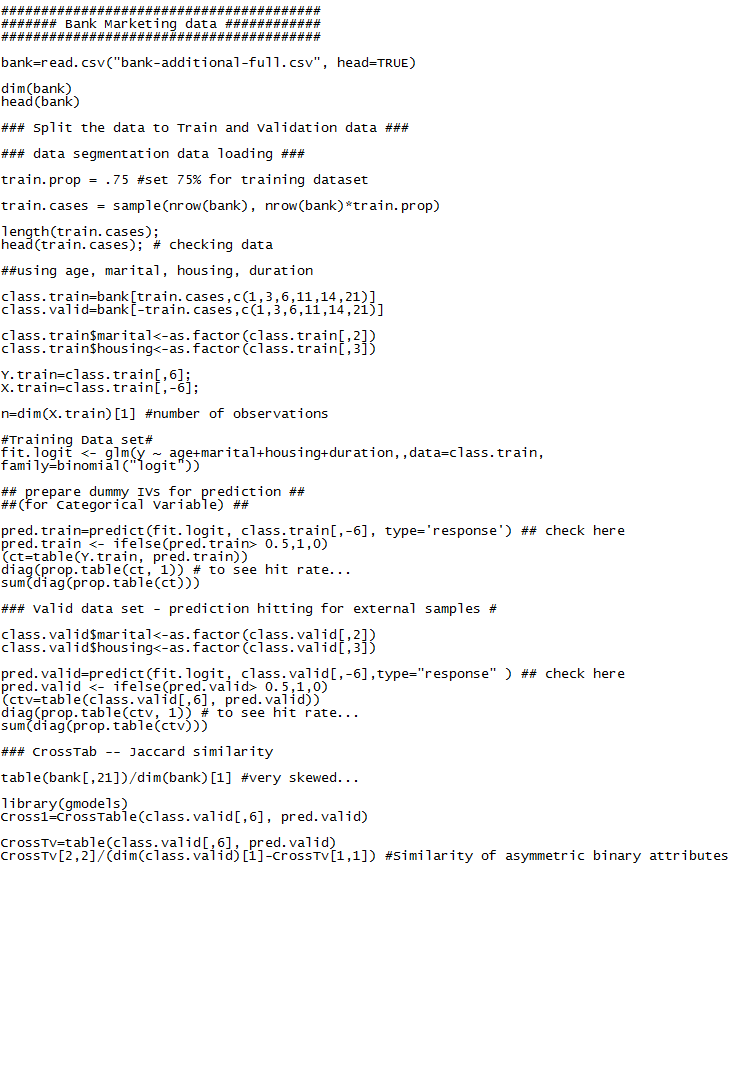 ########################################
####### Bank Marketing data ############
########################################
bank=read.csv("bank-additional-full.csv", head=TRUE)
dim(bank)
head(bank)
### Split the data to Train and Validation data ###
### data segmentation data loading ###
train.prop = .75 #set 75% for training dataset
train.cases = sample(nrow(bank), nrow(bank)*train.prop)
length(train.cases);
head(train.cases); # checking data
##using age, marital, housing, duration
class.train=bank[train.cases,c(1,3,6,11,14,21)]
class.valid=bank[-train.cases,c(1,3,6,11,14,21)]
class.train$marital<-as.factor(class.train[,2])
class.train$housing<-as.factor(class.train[,3])
Y.train=class.train[,6];
X.train=class.train[,-6];
n=dim(X.train)[1] #number of observations
#Training Data set#
fit.logit <- glm(y ~ age+marital+housing+duration,,data=class.train,
family=binomial("logit"))
## prepare dummy IVs for prediction ##
##(for Categorical Variable) ##
pred.train=predict(fit.logit, class.train[,-6], type='response') ## check here
pred.train <- ifelse(pred.train> 0.5,1,0)
(ct=table(Y.train, pred.train))
diag(prop.table(ct, 1)) # to see hit rate...
sum(diag(prop.table(ct)))
### Valid data set - prediction hitting for external samples #
class.valid$marital<-as.factor(class.valid[,2])
class.valid$housing<-as.factor(class.valid[,3])
pred.valid=predict(fit.logit, class.valid[,-6],type="response" ) ## check here
pred.valid <- ifelse(pred.valid> 0.5,1,0)
(ctv=table(class.valid[,6], pred.valid))
diag(prop.table(ctv, 1)) # to see hit rate...
sum(diag(prop.table(ctv)))
### CrossTab -- Jaccard similarity
table(bank[,21])/dim(bank)[1] #very skewed...
library(gmodels)
Cross1=CrossTable(class.valid[,6], pred.valid)
CrossTv=table(class.valid[,6], pred.valid)
CrossTv[2,2]/(dim(class.valid)[1]-CrossTv[1,1]) #Similarity of asymmetric binary attributes